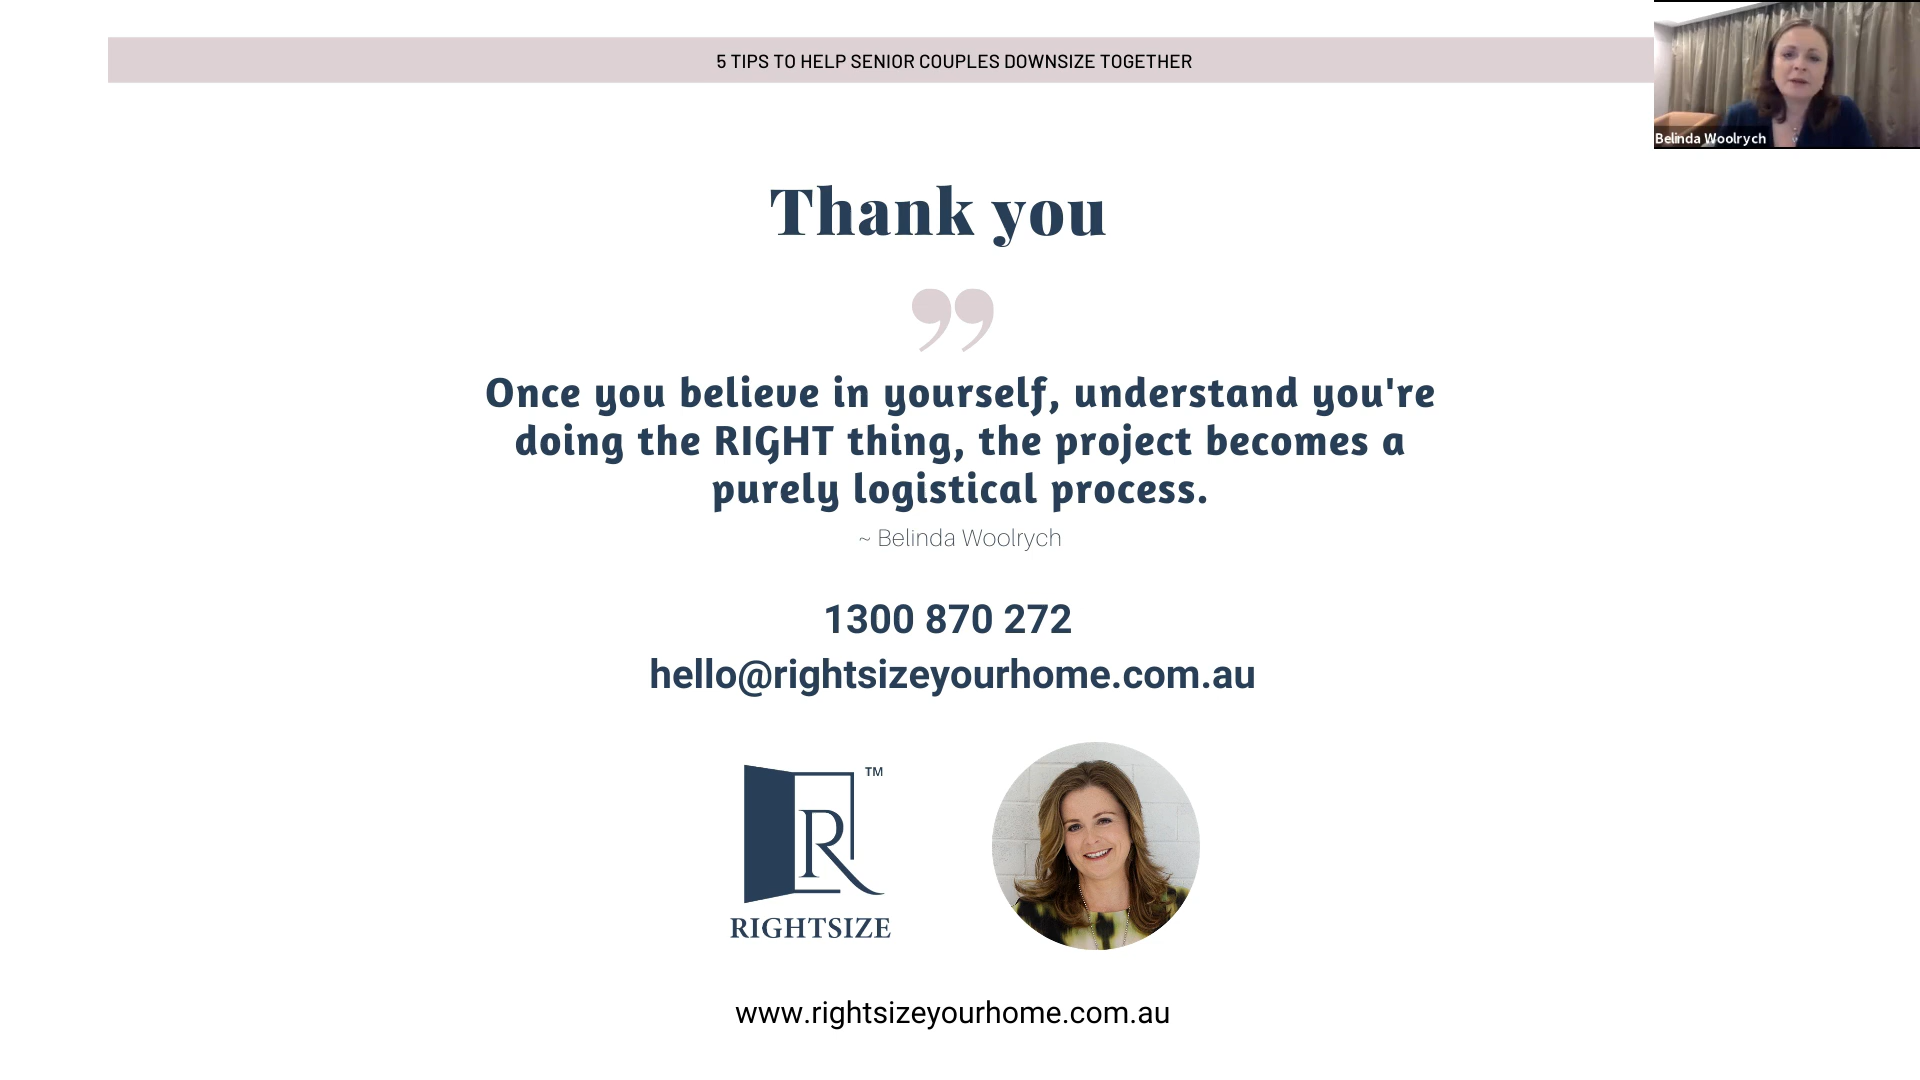 5 TIPS TO HELP SENIOR COUPLES DOWNSIZE TOGETHER
Belinda Woolrych
Thank you
”
Once you believe in yourself, understand you're
doing the RIGHT thing, the project becomes a
purely logistical process.
~ Belinda Woolrych
1300 870 272
hello@rightsizeyourhome.com.au
R TM
RIGHTSIZE
www.rightsizeyourhome.com.au